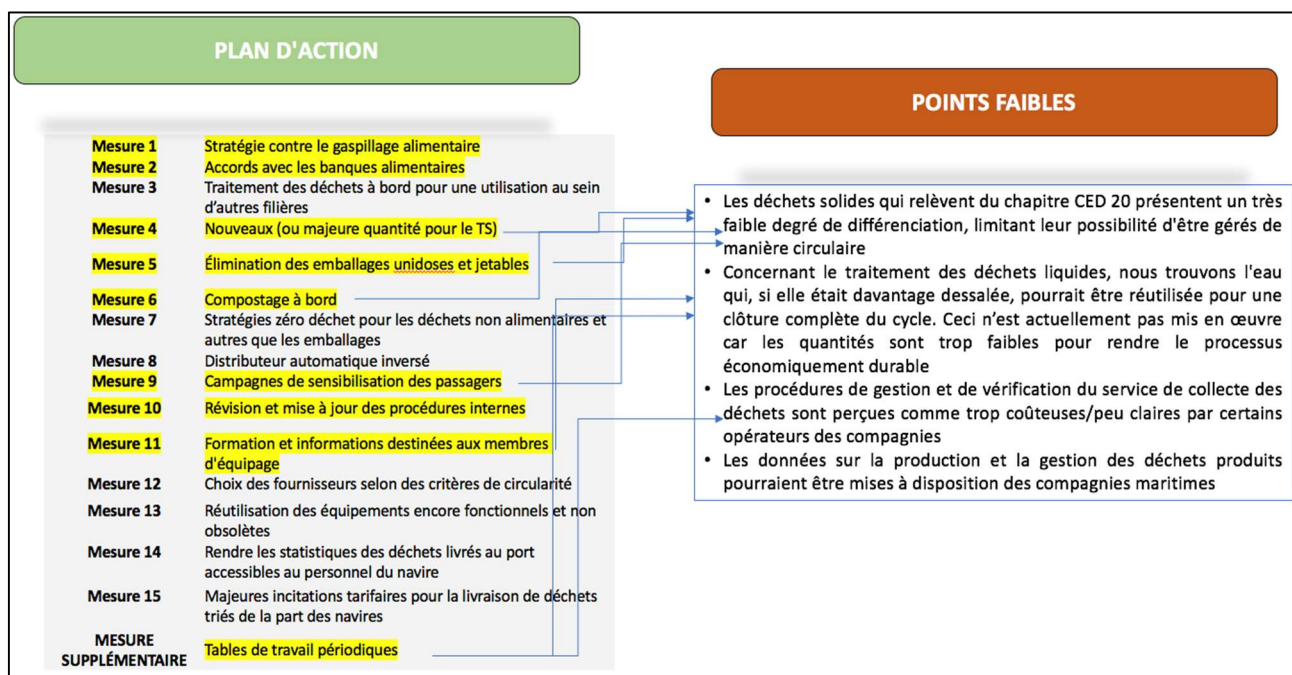 PLAN D'ACTION
Mesure 1 Stratégie contre le gaspillage alimentaire
Mesure 2 Accords avec les banques alimentaires
Mesure 3 Traitement des déchets à bord pour une utilisation au sein
d'autres filières
Mesure 4 Nouveaux (ou majeure quantité pour le TS)
Mesure 5 Élimination des emballages unidoses et jetables
Mesure 6 Compostage à bord
Mesure 7 Stratégies zéro déchet pour les déchets non alimentaires et
autres que les emballages
Mesure 8 Distributeur automatique inversé
Mesure 9 Campagnes de sensibilisation des passagers
Mesure 10 Révision et mise à jour des procédures internes
Mesure 11 Formation et informations destinées aux membres
d'équipage
Mesure 12 Choix des fournisseurs selon des critères de circularité
Mesure 13 Réutilisation des équipements encore fonctionnels et non
obsolètes
Mesure 14 Rendre les statistiques des déchets livrés au port
accessibles au personnel du navire
Mesure 15 Majeures incitations tarifaires pour la livraison de déchets
triés de la part des navires
MESURE
SUPPLÉMENTAIRE Tables de travail périodiques
POINTS FAIBLES
• Les déchets solides qui relèvent du chapitre CED 20 présentent un très
faible degré de différenciation, limitant leur possibilité d'être gérés de
manière circulaire
• Concernant le traitement des déchets liquides, nous trouvons l'eau
qui, si elle était davantage dessalée, pourrait être réutilisée pour une
clôture complète du cycle. Ceci n'est actuellement pas mis en œuvre
car les quantités sont trop faibles pour rendre le processus
économiquement durable
• Les procédures de gestion et de vérification du service de collecte des
déchets sont perçues comme trop coûteuses/peu claires par certains
opérateurs des compagnies
• Les données sur la production et la gestion des déchets produits
pourraient être mises à disposition des compagnies maritimes